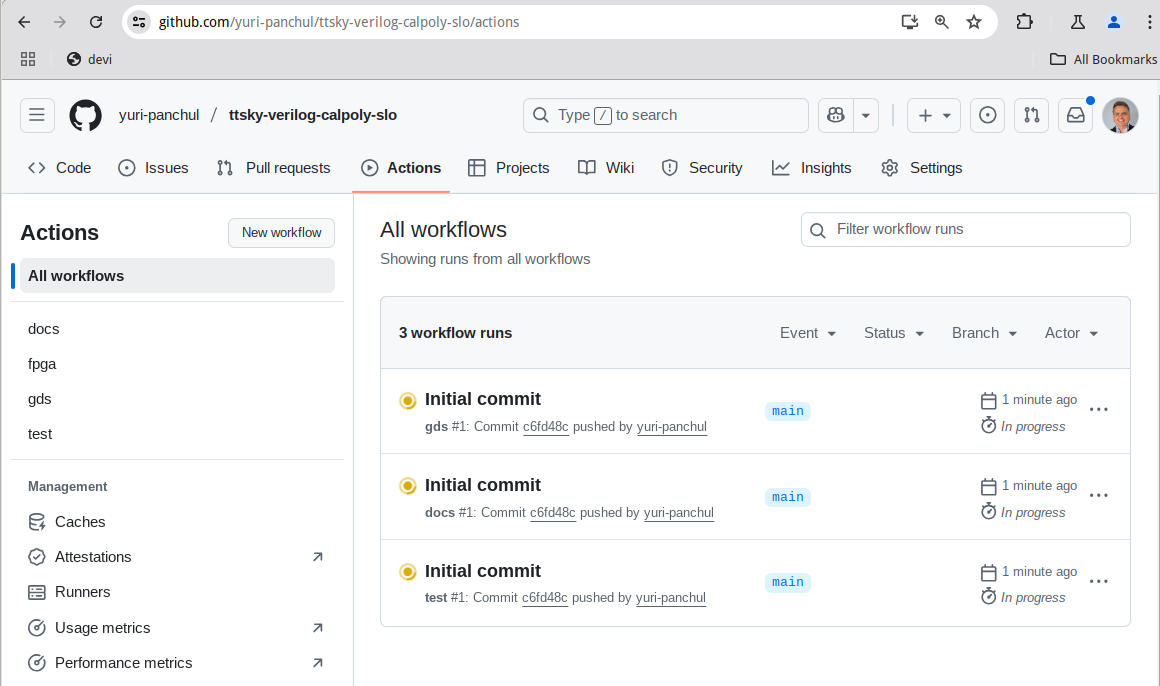 github.com/yuri-panchul/ttsky-verilog-calpoly-slo/actions
devi
All Bookmarks
yuri-panchul / ttsky-verilog-calpoly-slo
Type / to search
Code Issues Pull requests Actions Projects Wiki Security Insights Settings
Actions
New workflow
All workflows
docs
fpga
gds
test
Management
Caches
Attestations
Runners
Usage metrics
Performance metrics
All workflows
Showing runs from all workflows
Filter workflow runs
3 workflow runs
Event Status Branch Actor
Initial commit
gds #1: Commit c6fd48c pushed by yuri-panchul
main
1 minute ago
In progress
Initial commit
docs #1: Commit c6fd48c pushed by yuri-panchul
main
1 minute ago
In progress
Initial commit
test #1: Commit c6fd48c pushed by yuri-panchul
main
1 minute ago
In progress